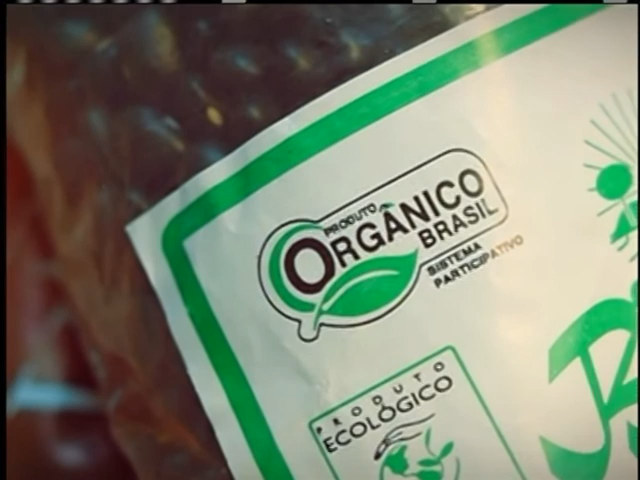 PRODUTO
ORGÂNICO
BRASIL
SISTEMA
PARTICIPATIVO
PRODUTO
ECOLÓGICO